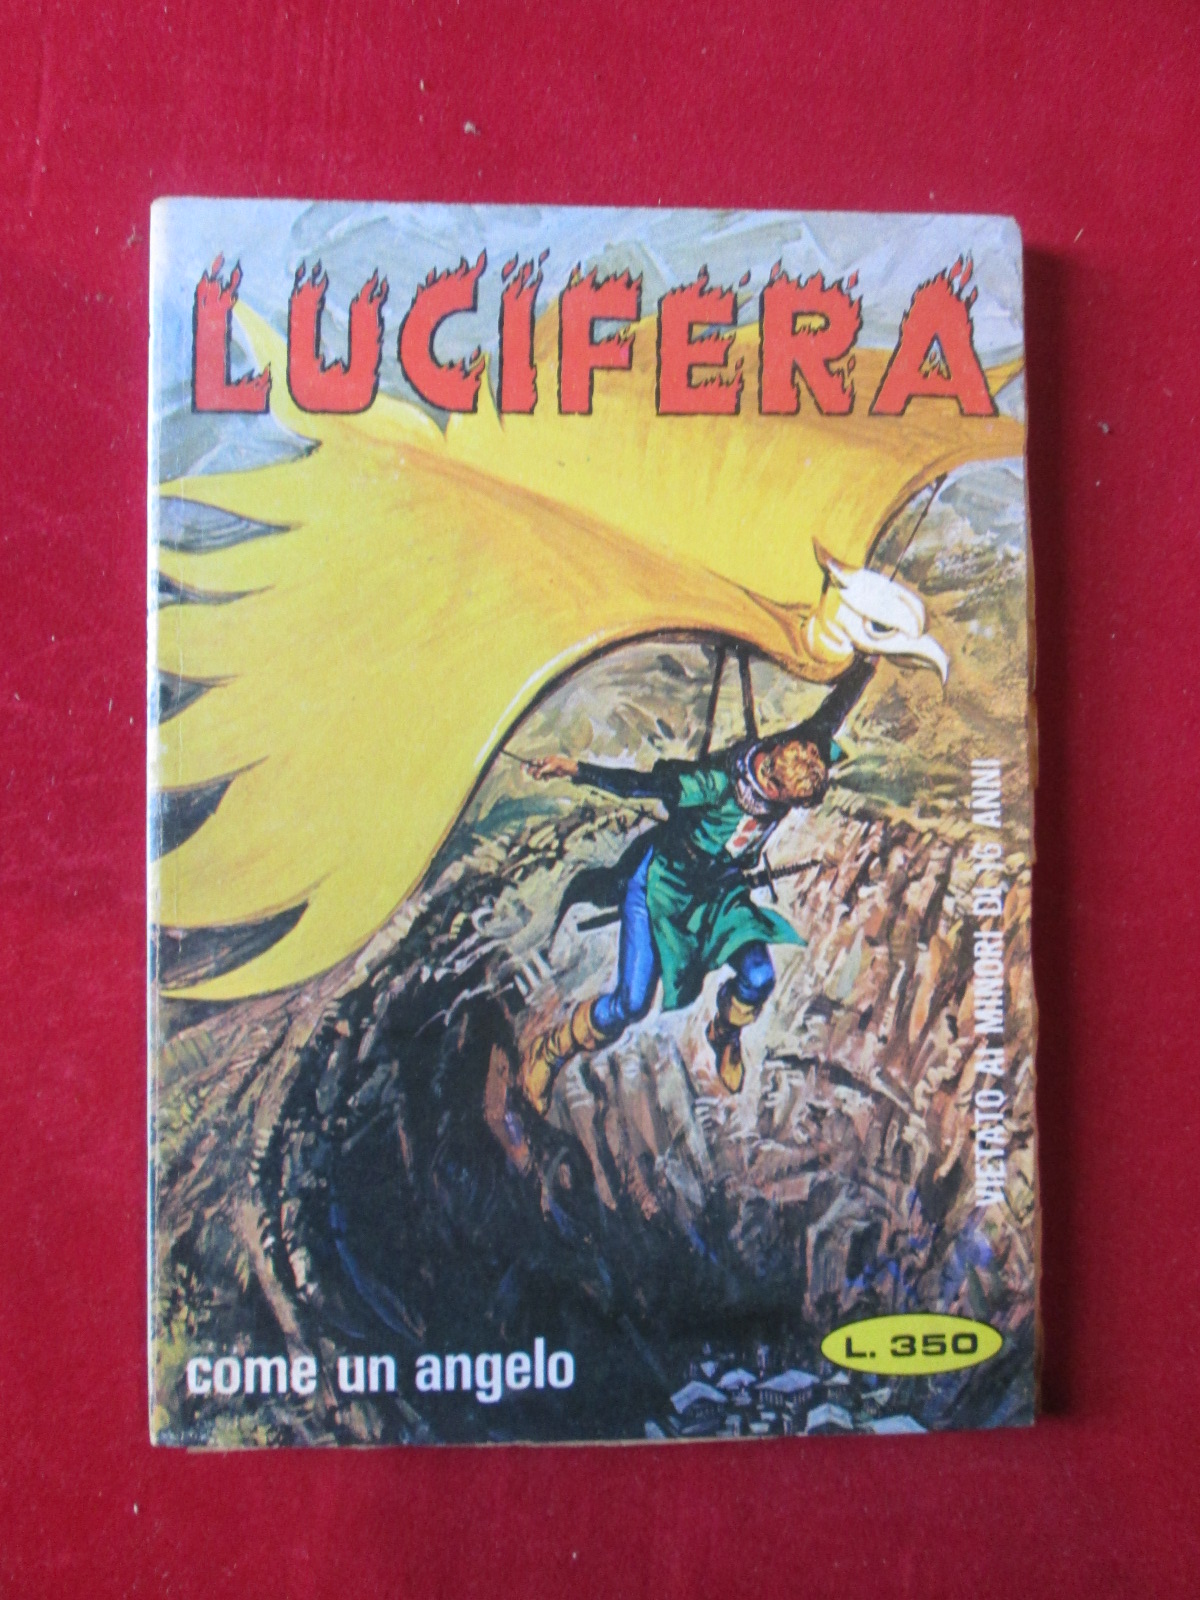 LUCIFERA
VIETATO AI MINORI DI 16 ANNI
L. 350
come un angelo